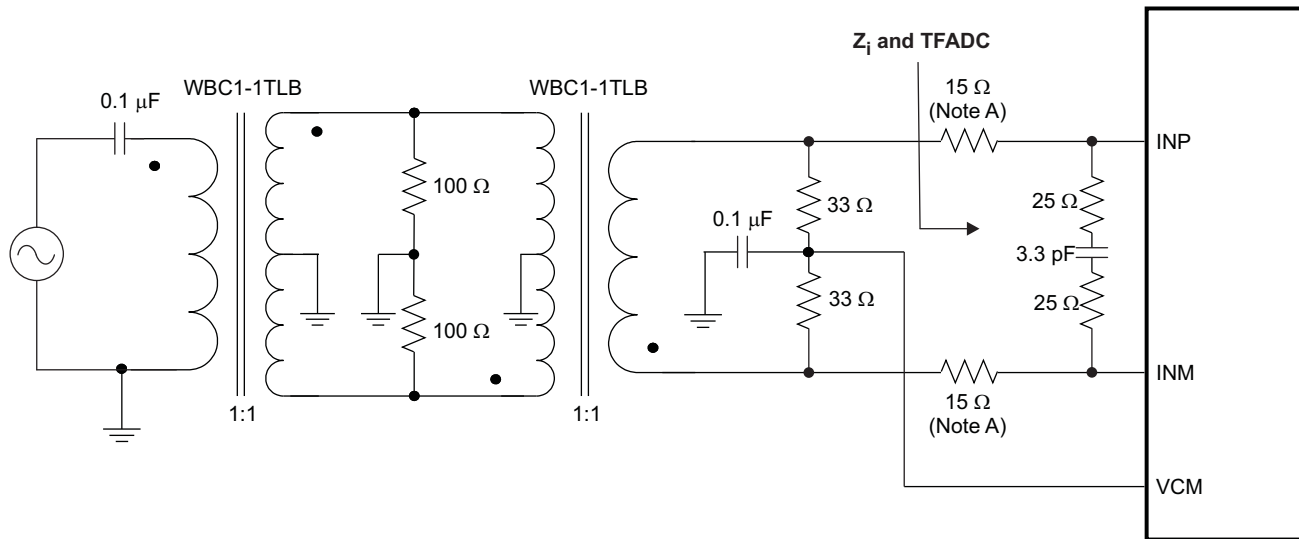 Zi and TFADC
WBC1-1TLB
WBC1-1TLB
0.1 μF
15 Ω
(Note A)
INP
100 Ω
33 Ω
25 Ω
0.1 μF
3.3 pF
33 Ω
25 Ω
100 Ω
INM
1:1
1:1
15 Ω
(Note A)
VCM